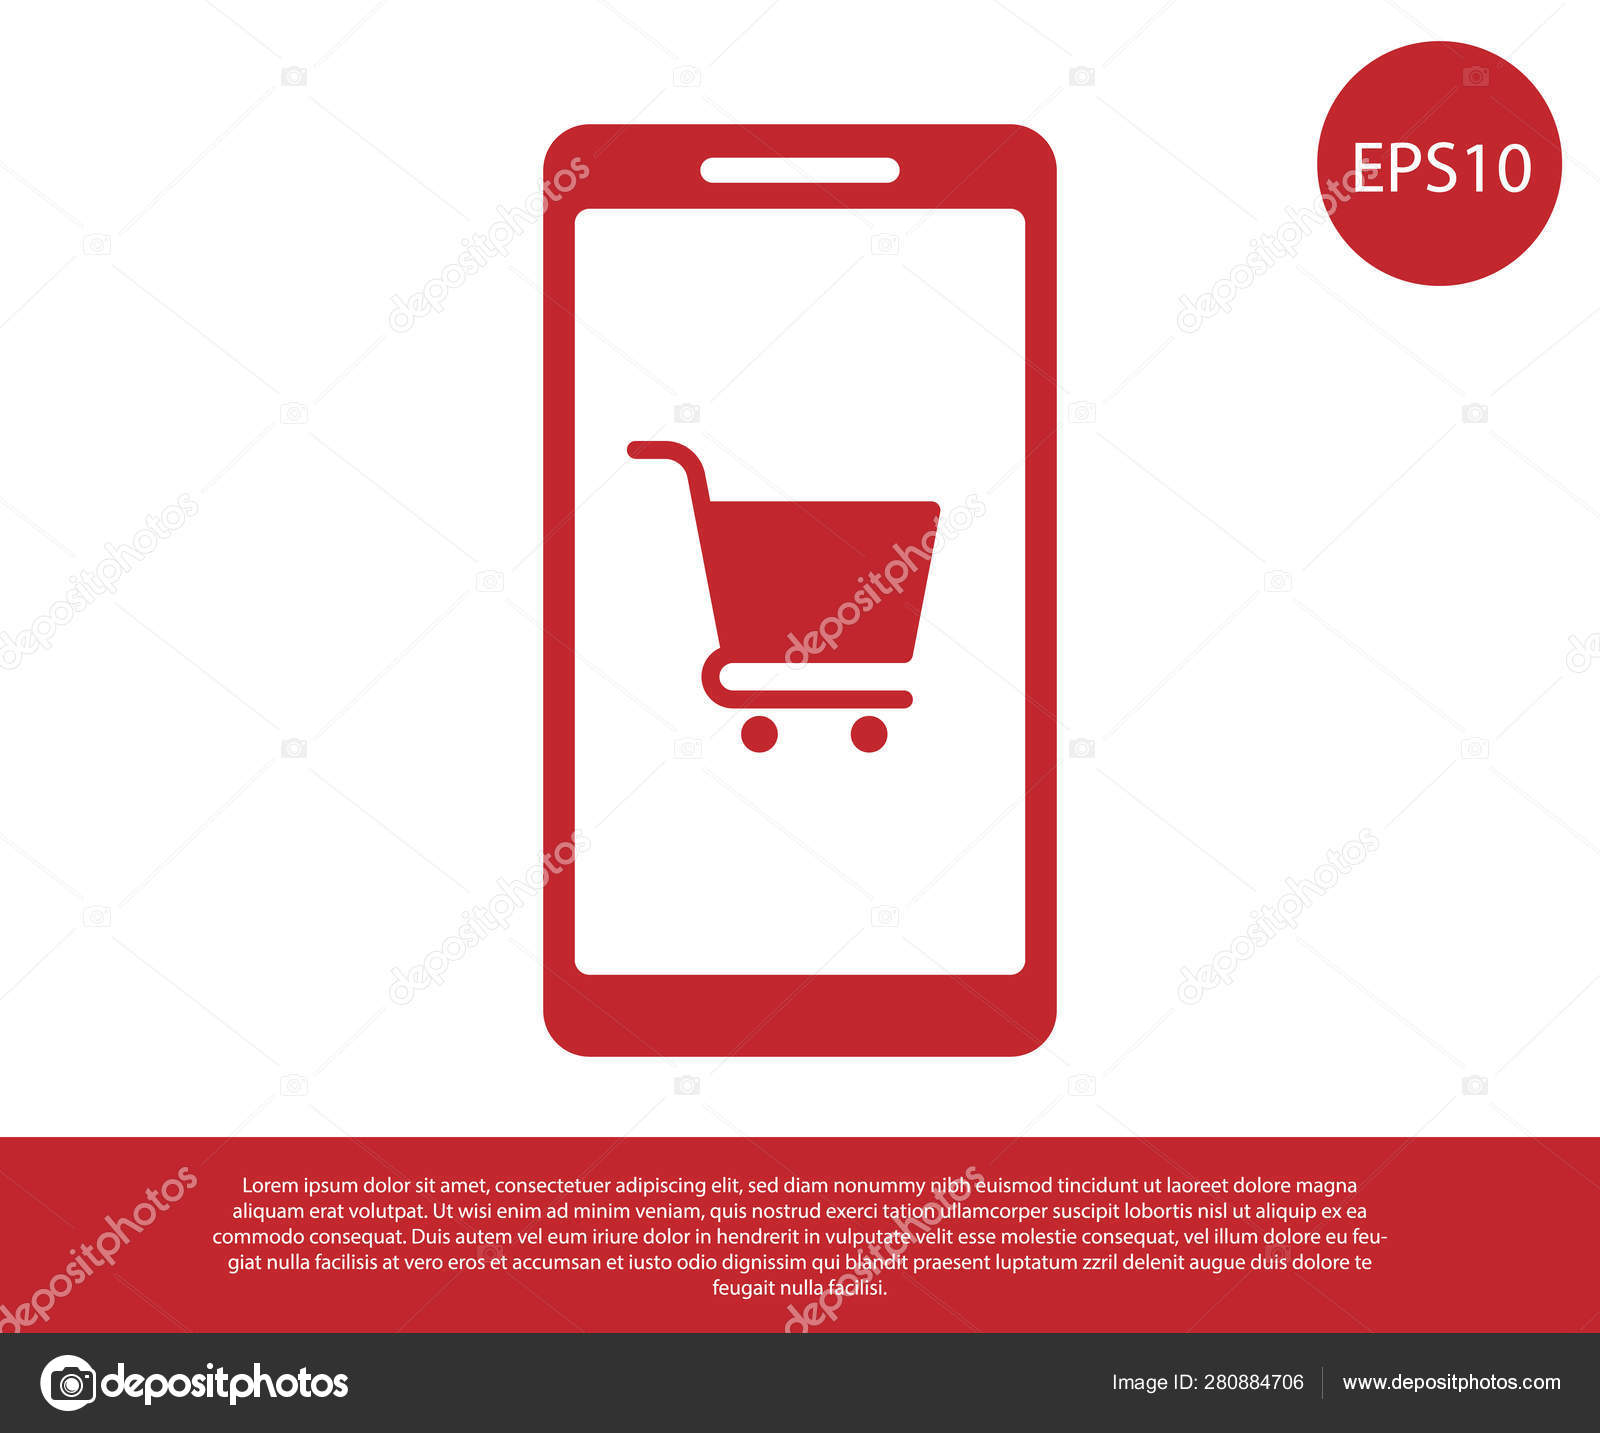 EPS10
Lorem ipsum dolor sit amet, consectetuer adipiscing elit, sed diam nonummy nibh euismod tincidunt ut laoreet dolore magna
aliquam erat volutpat. Ut wisi enim ad minim veniam, quis nostrud exerci tation ullamcorper suscipit lobortis nisl ut aliquip ex ea
commodo consequat. Duis autem vel eum iriure dolor in hendrerit in vulputate velit esse molestie consequat, vel illum dolore eu feu-
giat nulla facilisis at vero eros et accumsan et iusto odio dignissim qui blandit praesent luptatum zzril delenit augue duis dolore te
feugait nulla facilisi.
depositphotos
Image ID: 280884706
www.depositphotos.com